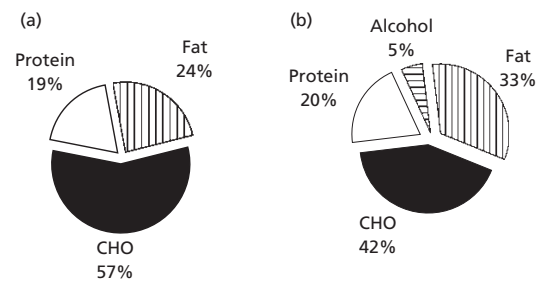 (a)
Protein
19%
Fat
24%
CHO
57%
(b)
Alcohol
5%
Protein
20%
Fat
33%
CHO
42%